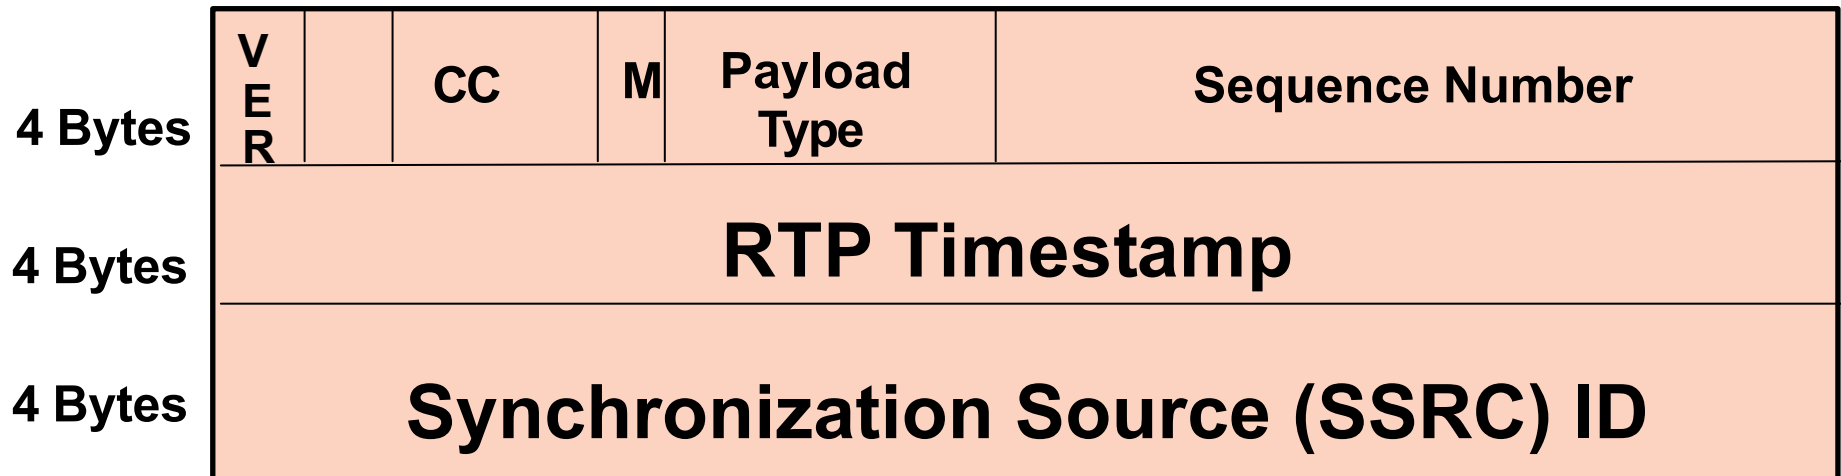 4 Bytes
V
E
R
CC
M
Payload
Type
Sequence Number
4 Bytes
RTP Timestamp
4 Bytes
Synchronization Source (SSRC) ID